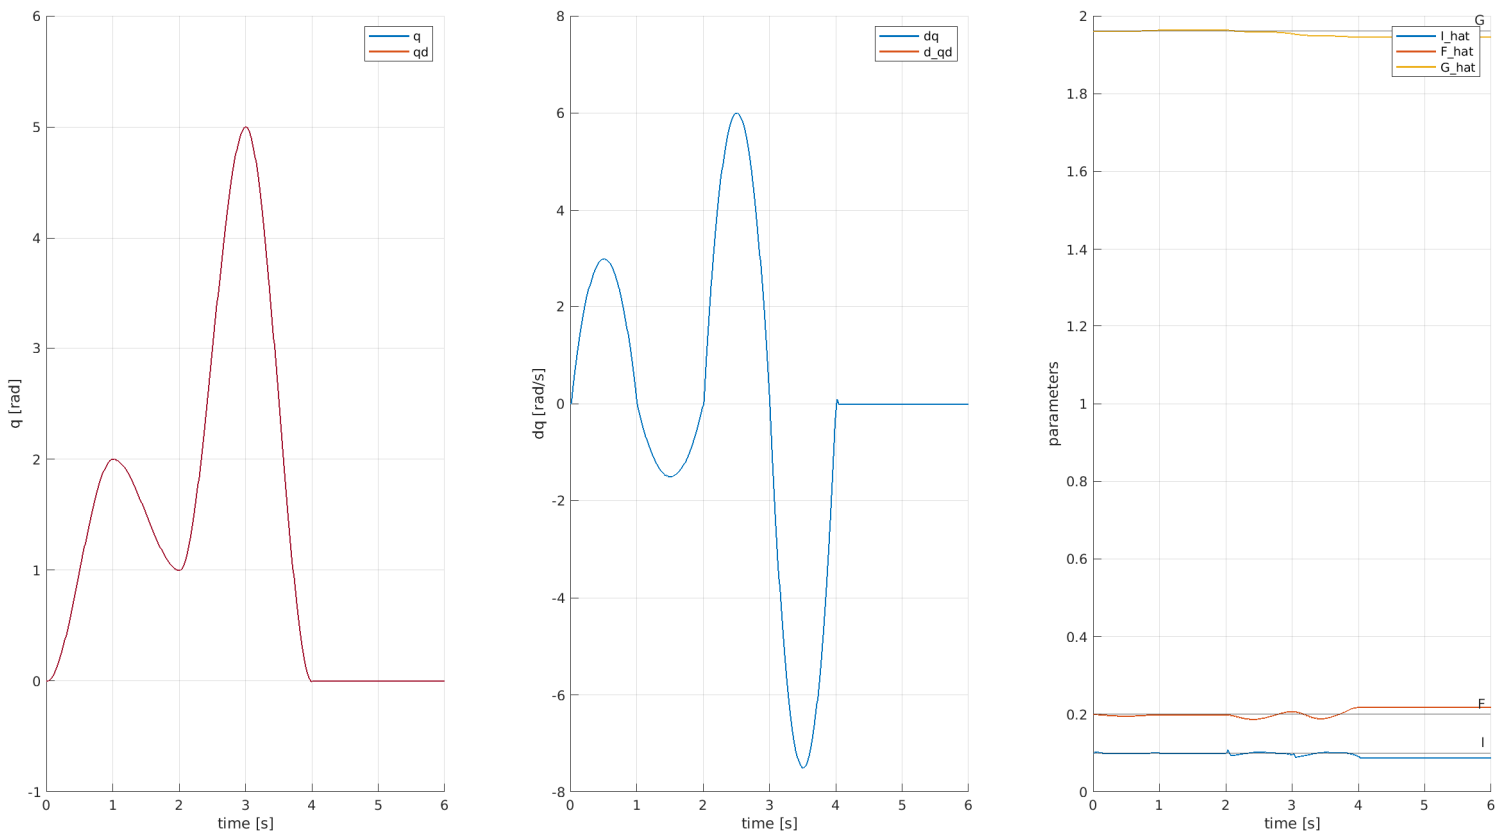 6
5
4
3
2
1
0
-1
0 1 2 3 4 5 6
q [rad]
time [s]
q
qd
8
6
4
2
0
-2
-4
-6
-8
0 1 2 3 4 5 6
dq [rad/s]
time [s]
dq
d_qd
2
1.8
1.6
1.4
1.2
1
0.8
0.6
0.4
0.2
0
0 1 2 3 4 5 6
parameters
time [s]
G
I_hat
F_hat
G_hat
F
I